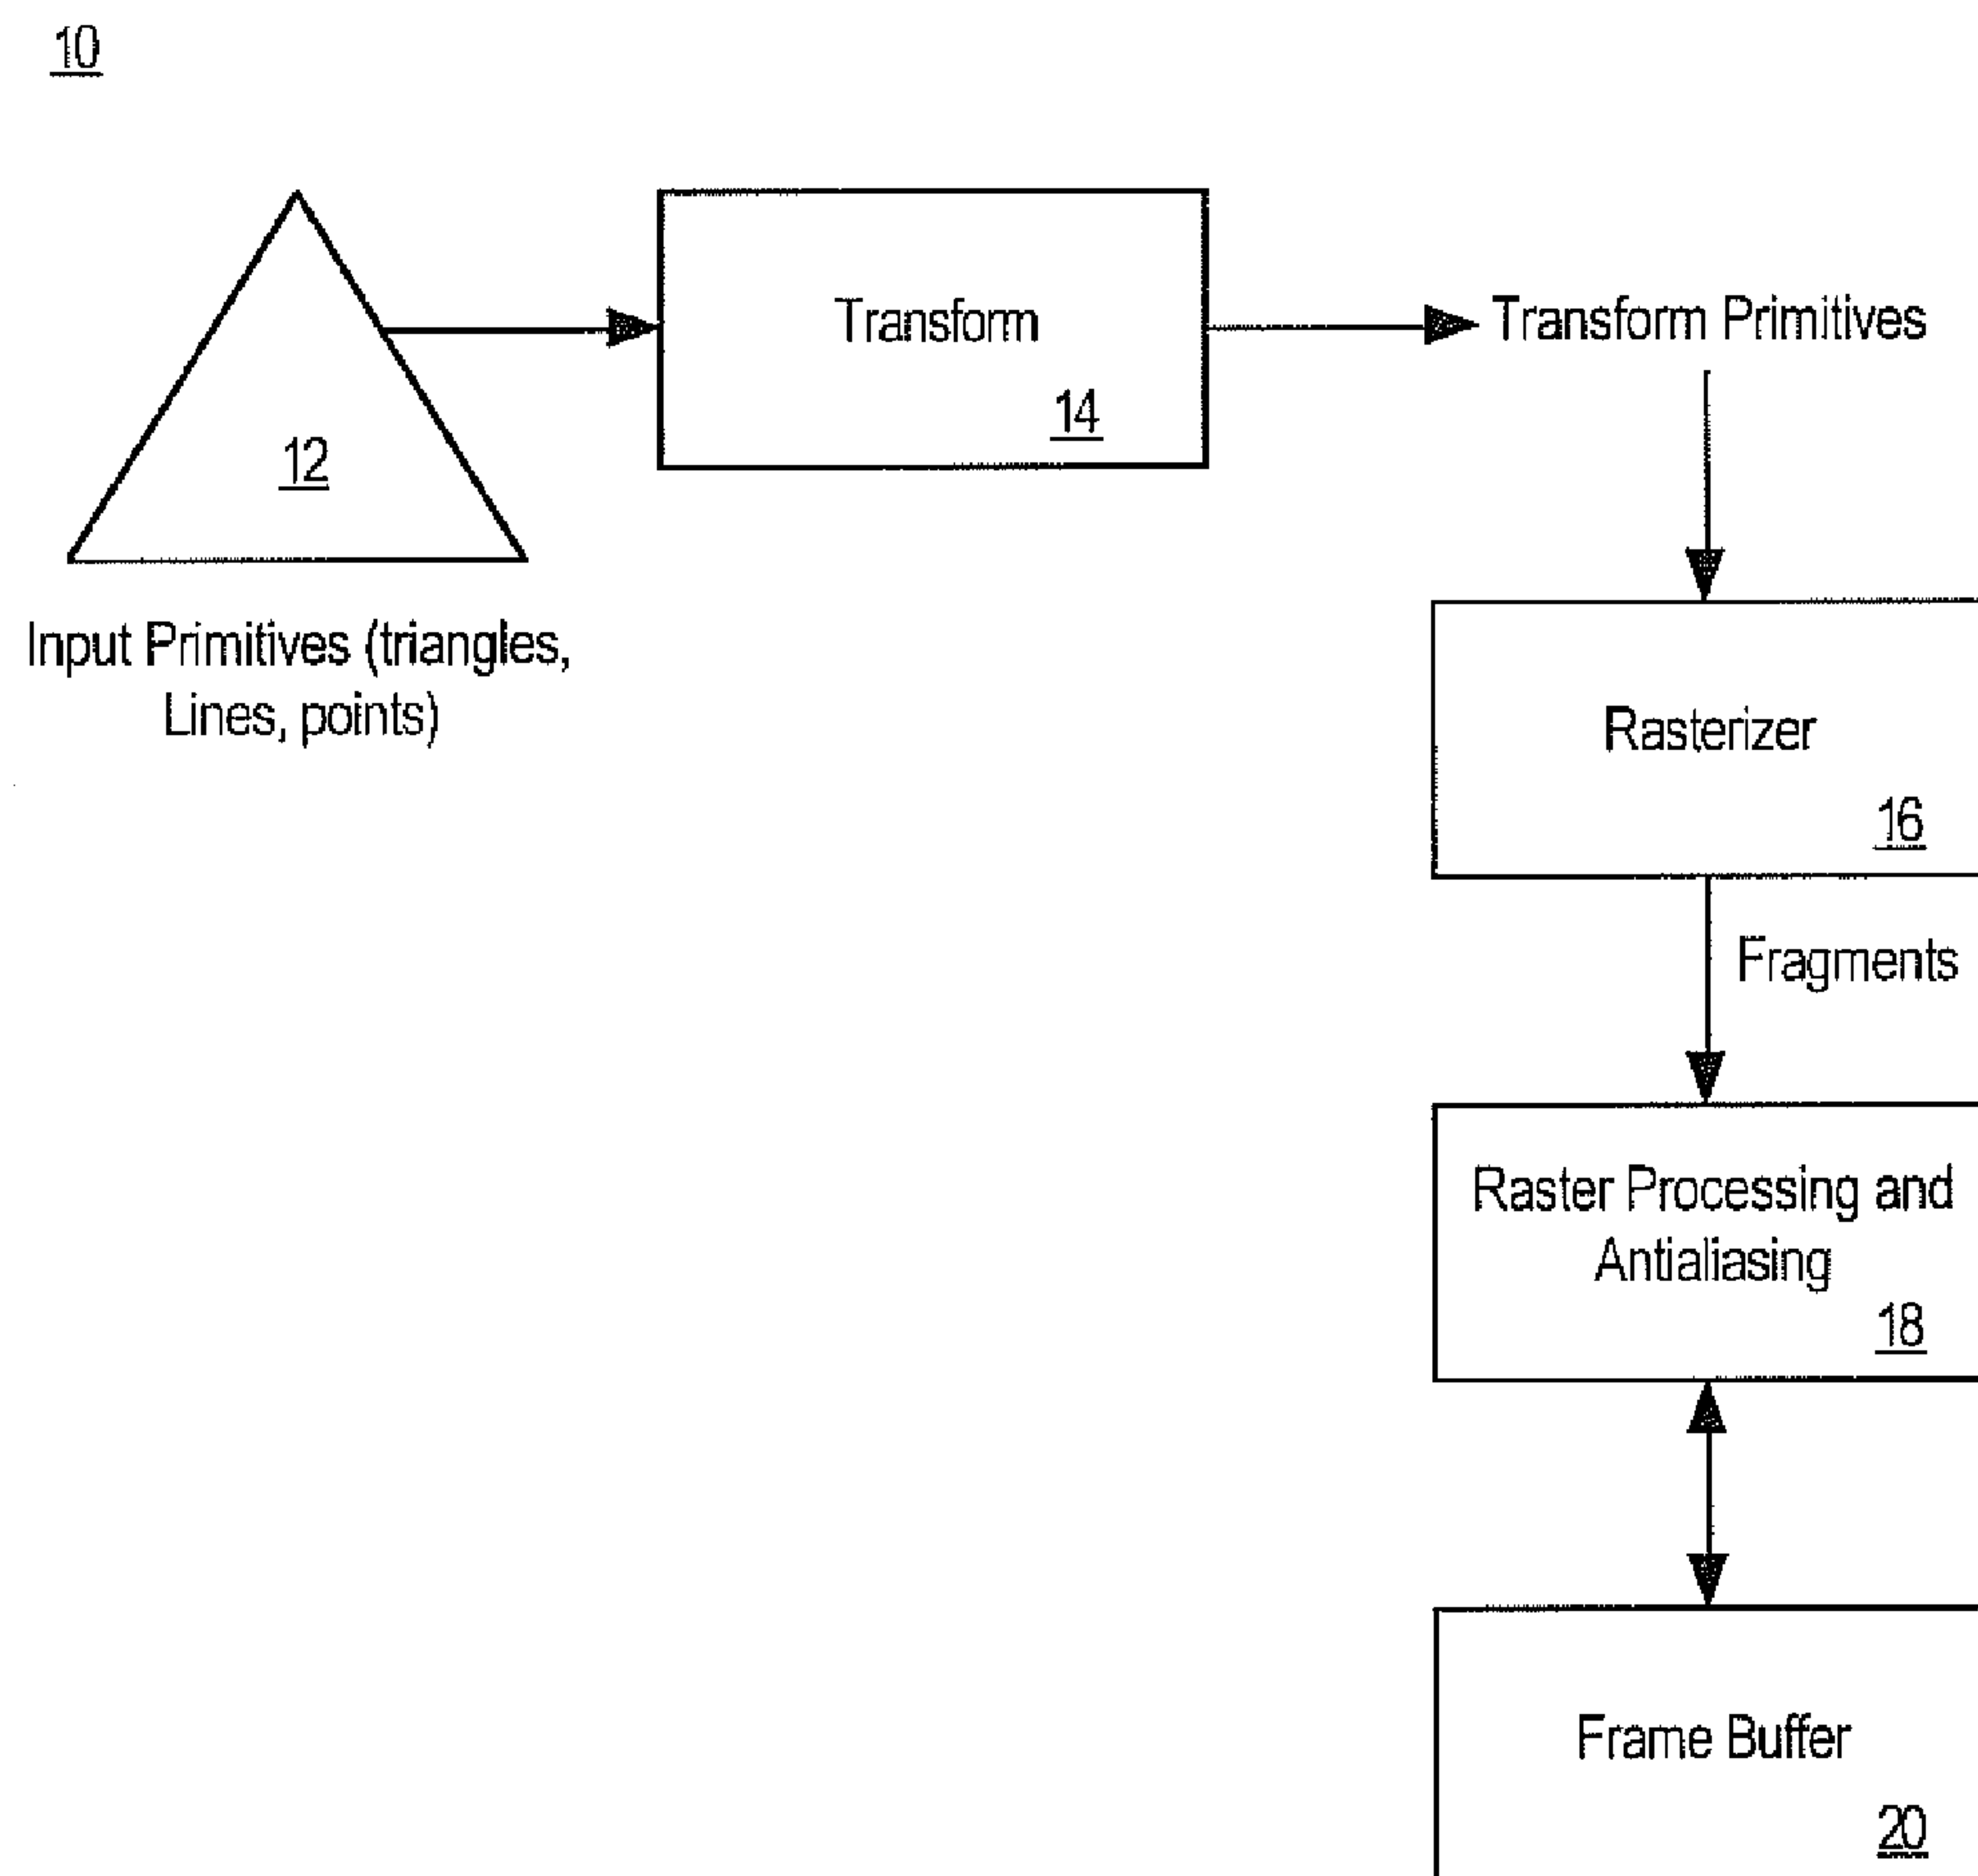 10
Transform
Transform Primitives
14
12
Input Primitives (triangles,
Lines, points)
Rasterizer
16
Fragments
Raster Processing and
Antialiasing
18
Frame Buffer
20